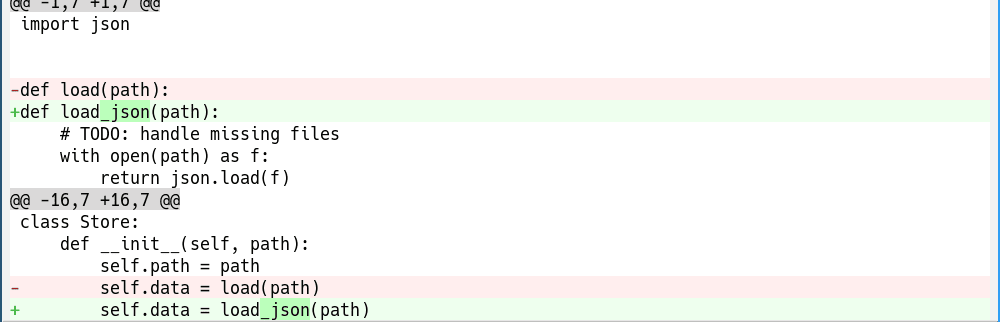 @@ -1,7 +1,7 @@
 import json
-def load(path):
+def load_json(path):
     # TODO: handle missing files
     with open(path) as f:
         return json.load(f)
@@ -16,7 +16,7 @@
 class Store:
     def __init__(self, path):
         self.path = path
-        self.data = load(path)
+        self.data = load_json(path)